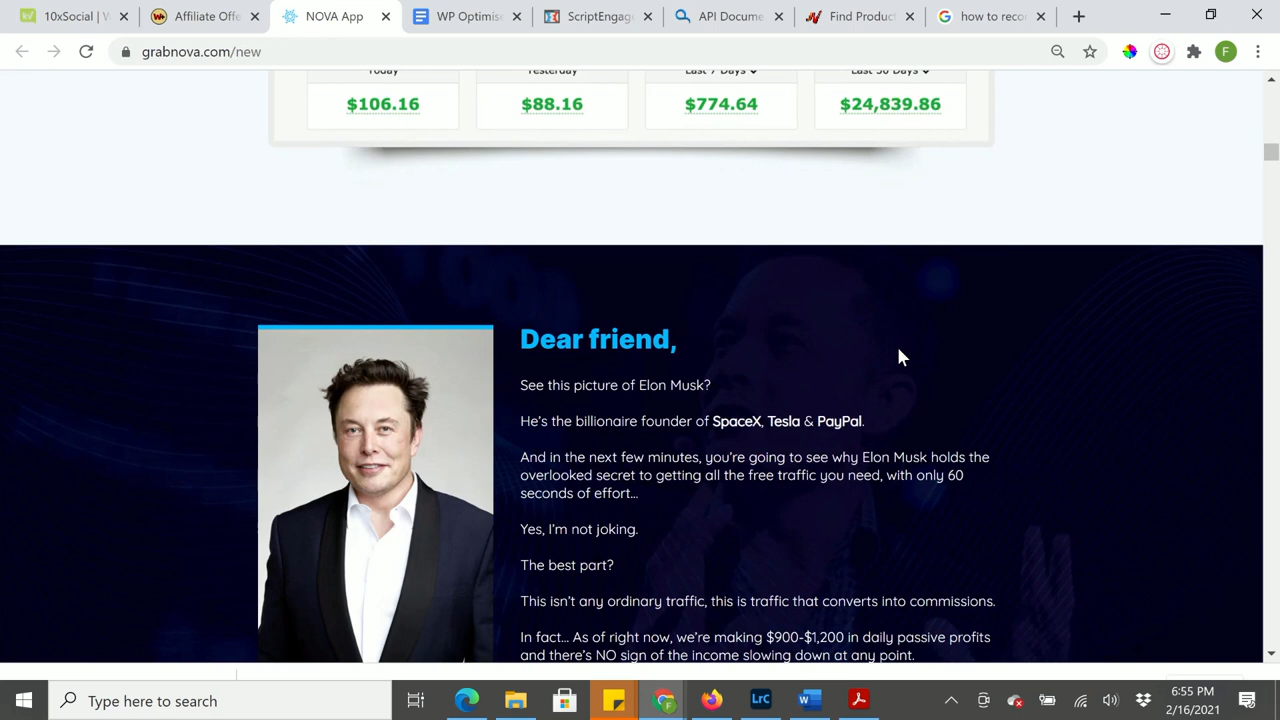 10xSocial | W
Affiliate Offe
NOVA App
WP Optimise
ScriptEngage
API Docume
Find Product
how to reco
grabnova.com/new
F
Today
Yesterday
Last 7 Days
Last 30 Days
$106.16
$88.16
$774.64
$24,839.86
Dear friend,
See this picture of Elon Musk?
He's the billionaire founder of SpaceX, Tesla & PayPal.
And in the next few minutes, you're going to see why Elon Musk holds the
overlooked secret to getting all the free traffic you need, with only 60
seconds of effort...
Yes, I'm not joking.
The best part?
This isn't any ordinary traffic, this is traffic that converts into commissions.
In fact... As of right now, we're making $900-$1,200 in daily passive profits
and there's NO sign of the income slowing down at any point.
Type here to search
LrC
6:55 PM
2/16/2021